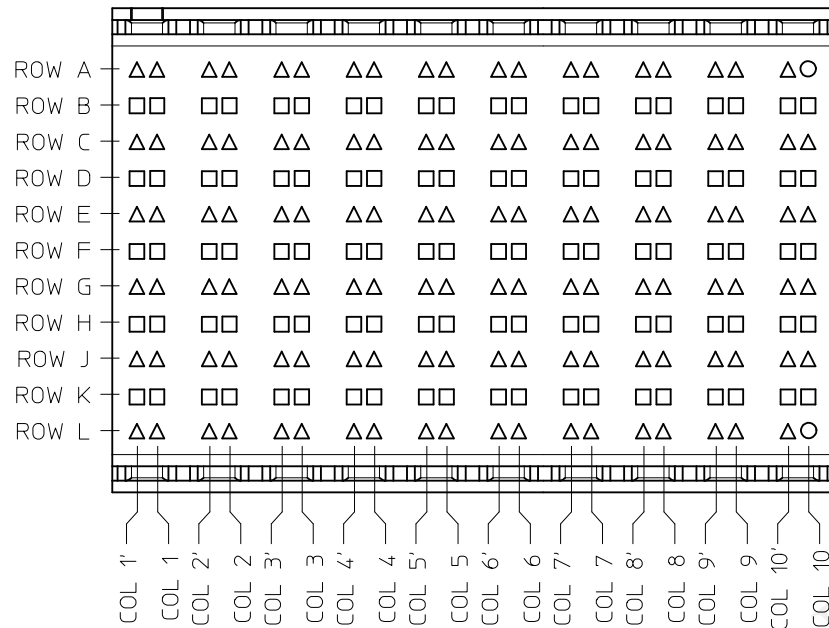 ROW A
ROW B
ROW C
ROW D
ROW E
ROW F
ROW G
ROW H
ROW J
ROW K
ROW L
COL 1'
COL 1
COL 2'
COL 2
COL 3'
COL 3
COL 4'
COL 4
COL 5'
COL 5
COL 6'
COL 6
COL 7'
COL 7
COL 8'
COL 8
COL 9'
COL 9
COL 10'
COL 10